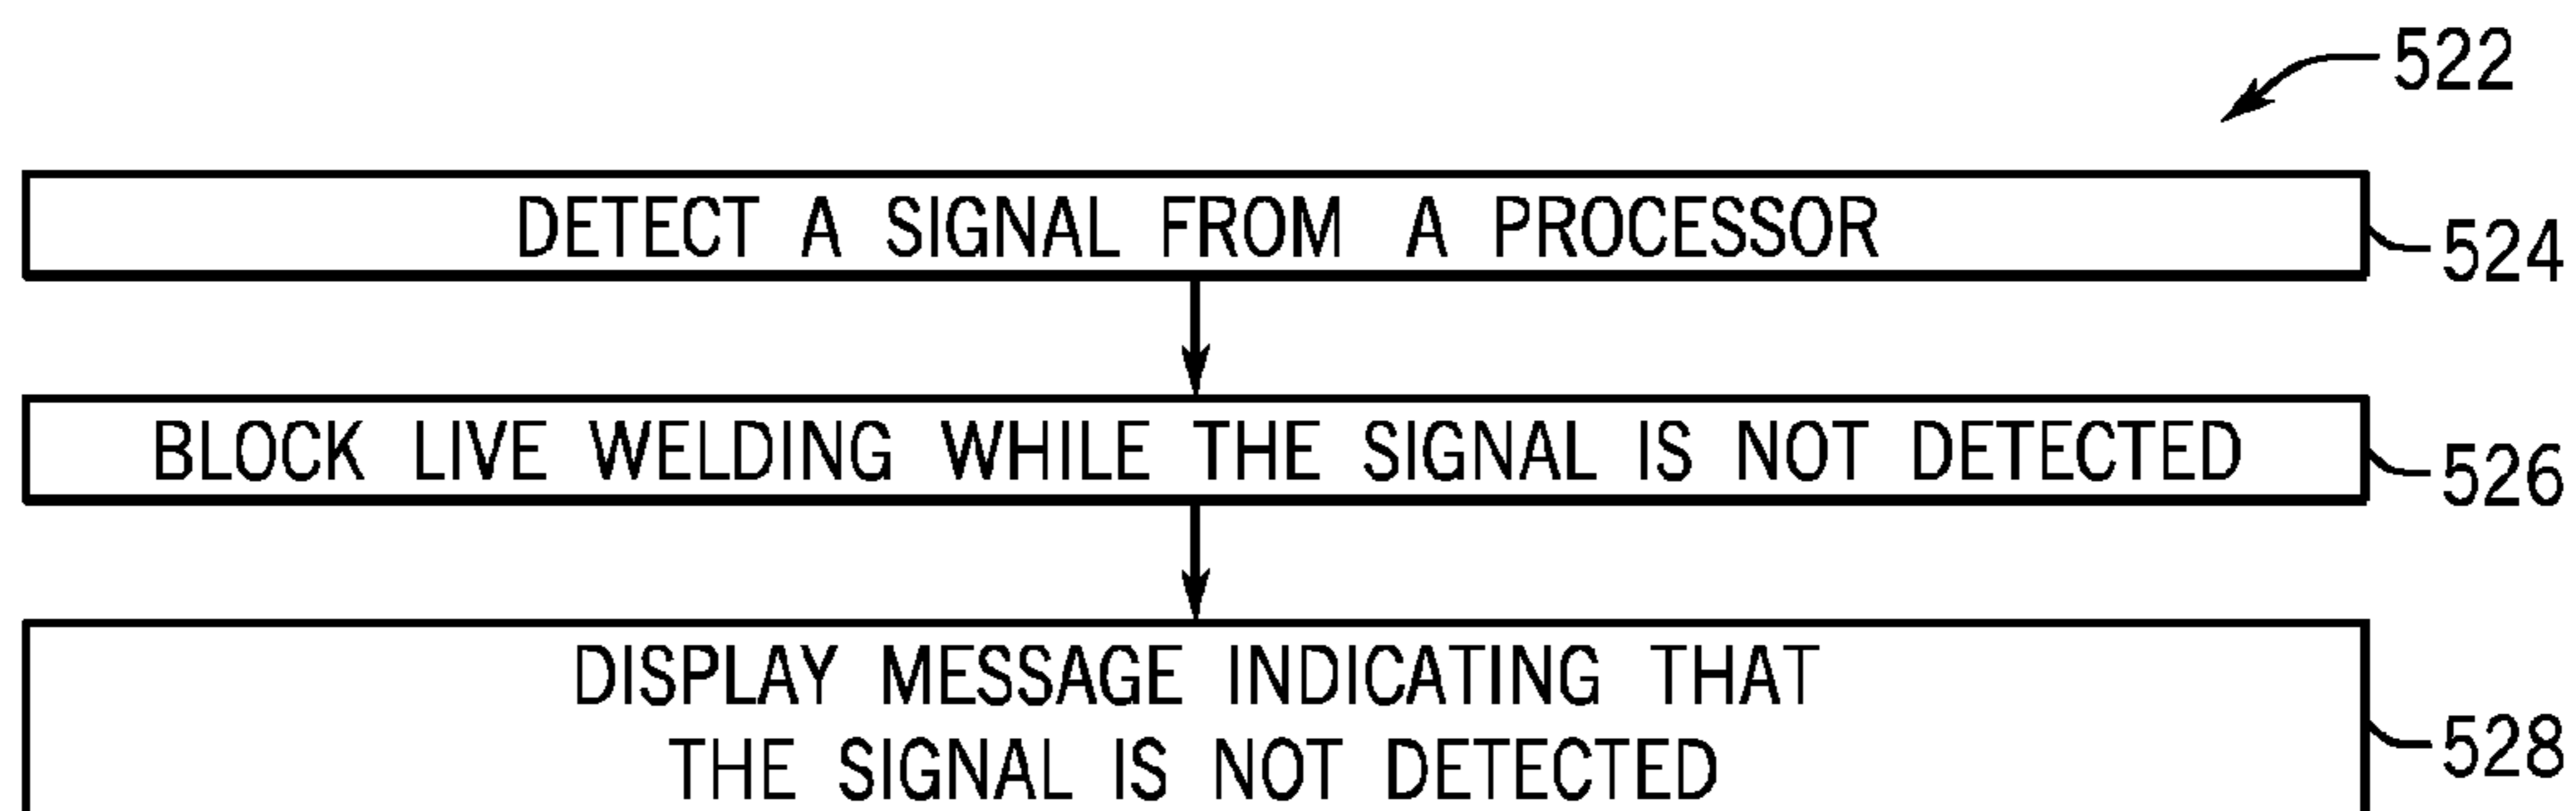 522
DETECT A SIGNAL FROM A PROCESSOR
524
BLOCK LIVE WELDING WHILE THE SIGNAL IS NOT DETECTED
526
DISPLAY MESSAGE INDICATING THAT
THE SIGNAL IS NOT DETECTED
528